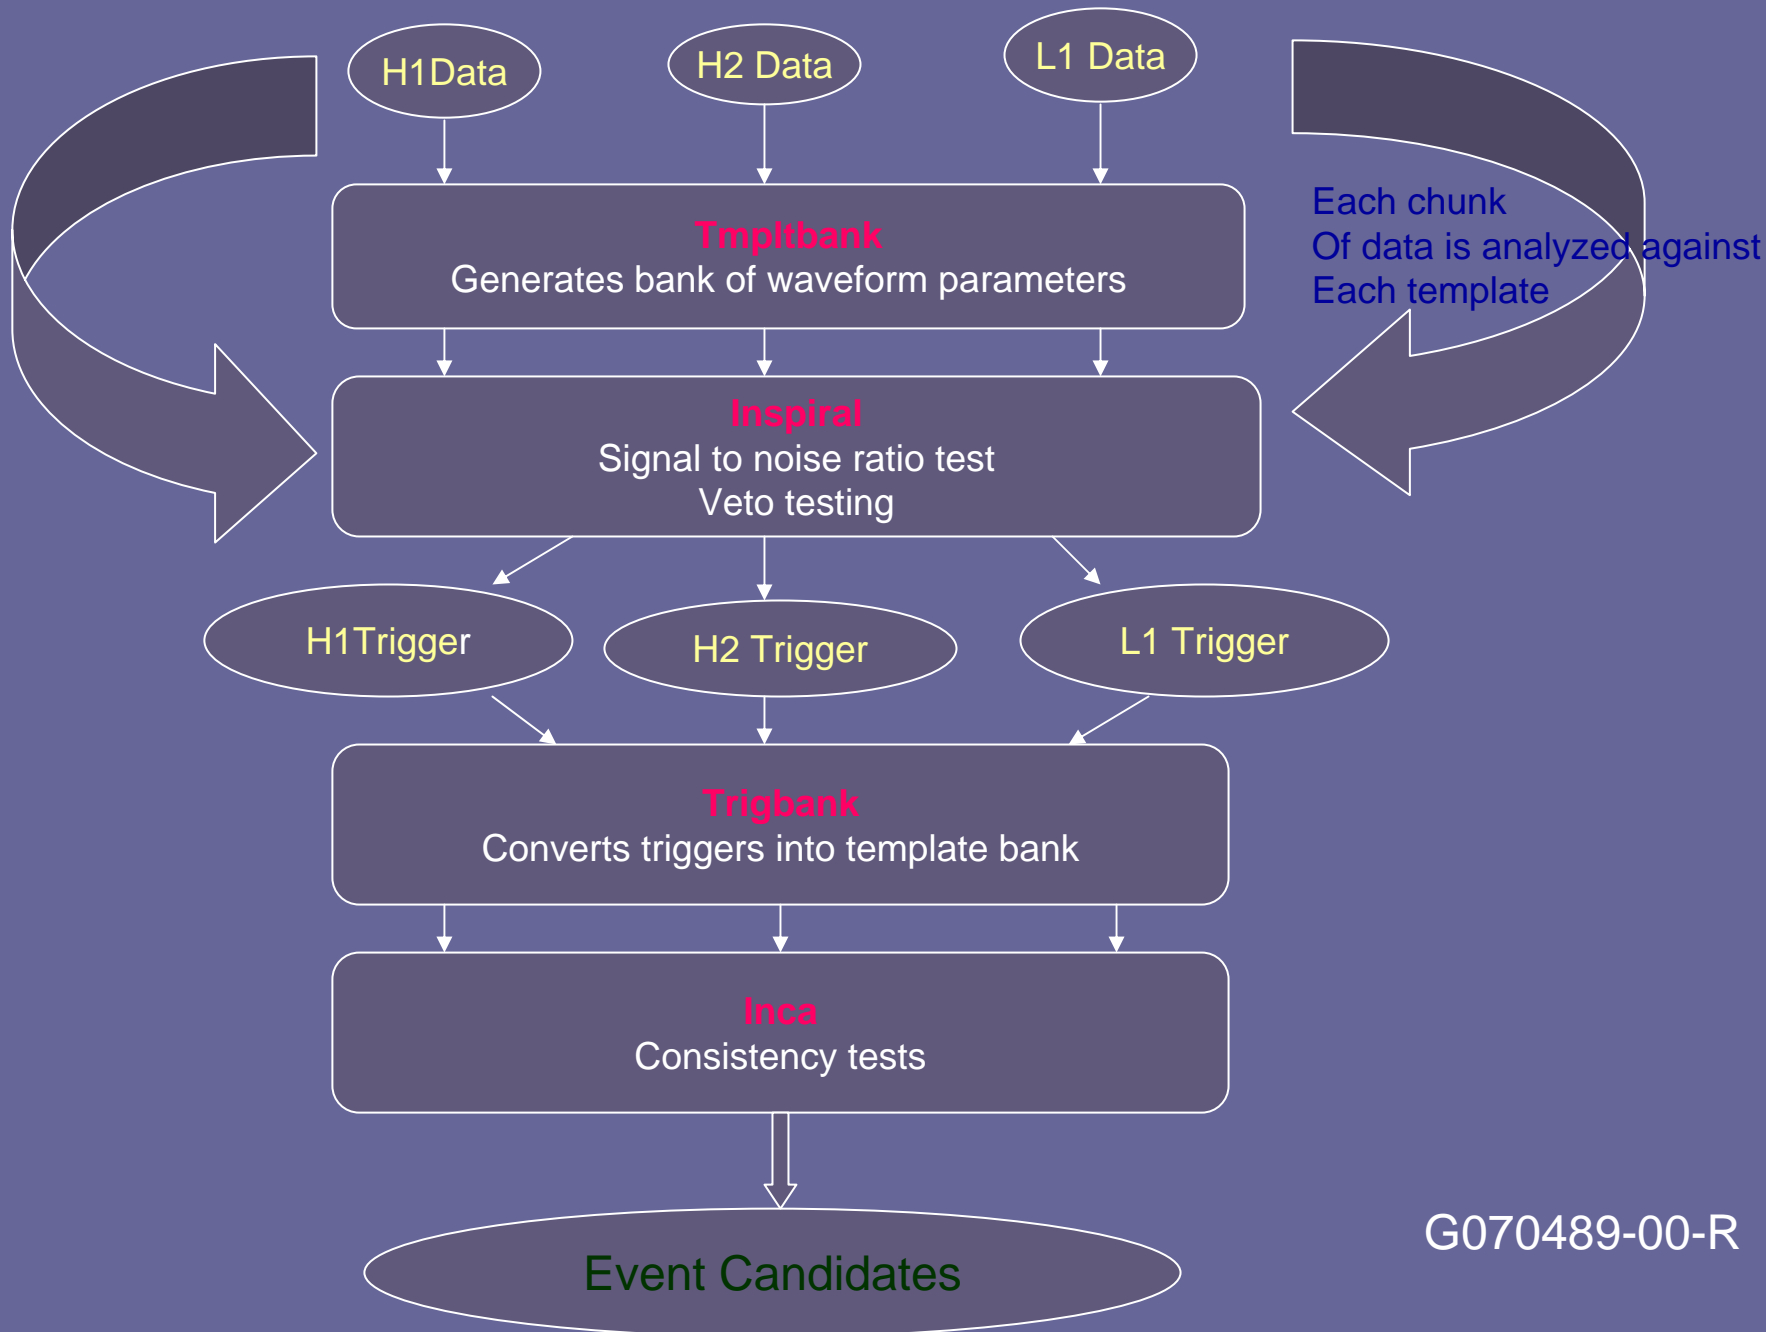 H1Data
H2 Data
L1 Data
Tmpltbank
Generates bank of waveform parameters
Each chunk
Of data is analyzed against
Each template
Inspiral
Signal to noise ratio test
Veto testing
H1Trigger
H2 Trigger
L1 Trigger
Trigbank
Converts triggers into template bank
Inca
Consistency tests
Event Candidates
G070489-00-R